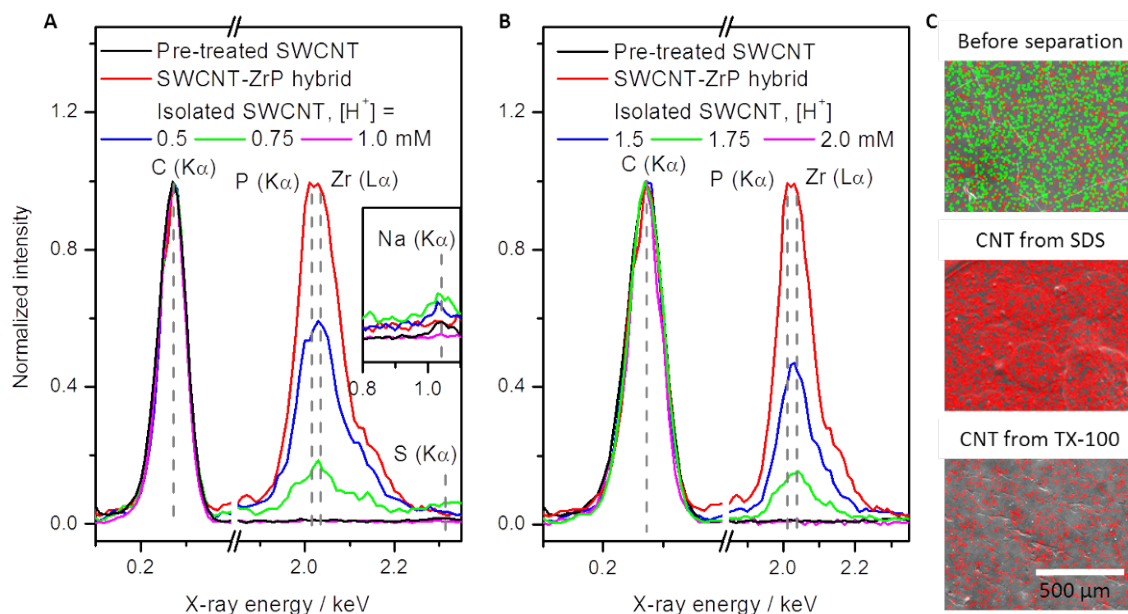 A
Pre-treated SWCNT
SWCNT-ZrP hybrid
Isolated SWCNT, [H⁺] =
0.5 0.75 1.0 mM
C (Kα)
P (Kα) Zr (Lα)
Na (Kα)
0.8 1.0
S (Kα)
Normalized intensity
1.2
0.8
0.4
0.0
0.2 2.0 2.2
X-ray energy / keV
B
Pre-treated SWCNT
SWCNT-ZrP hybrid
Isolated SWCNT, [H⁺]
1.5 1.75 2.0 mM
C (Kα)
P (Kα) Zr (Lα)
1.2
0.8
0.4
0.0
0.2 2.0 2.2
X-ray energy / keV
C
Before separation
CNT from SDS
CNT from TX-100
500 µm